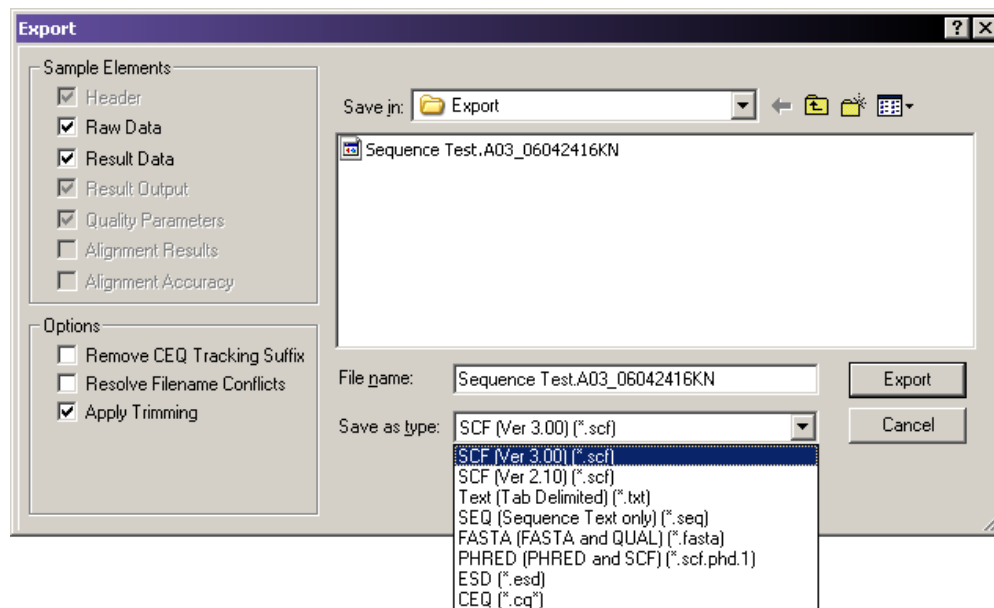 Export
Sample Elements
Header
Raw Data
Result Data
Result Output
Quality Parameters
Alignment Results
Alignment Accuracy
Options
Remove CEQ Tracking Suffix
Resolve Filename Conflicts
Apply Trimming
Save in: Export
Sequence Test.A03_06042416KN
File name: Sequence Test.A03_06042416KN Export
Save as type: SCF (Ver 3.00) (*.scf) Cancel
SCF (Ver 3.00) (*.scf)
SCF (Ver 2.10) (*.scf)
Text (Tab Delimited) (*.txt)
SEQ (Sequence Text only) (*.seq)
FASTA (FASTA and QUAL) (*.fasta)
PHRED (PHRED and SCF) (*.scf.phd.1)
ESD (*.esd)
CEQ (*.cq*)